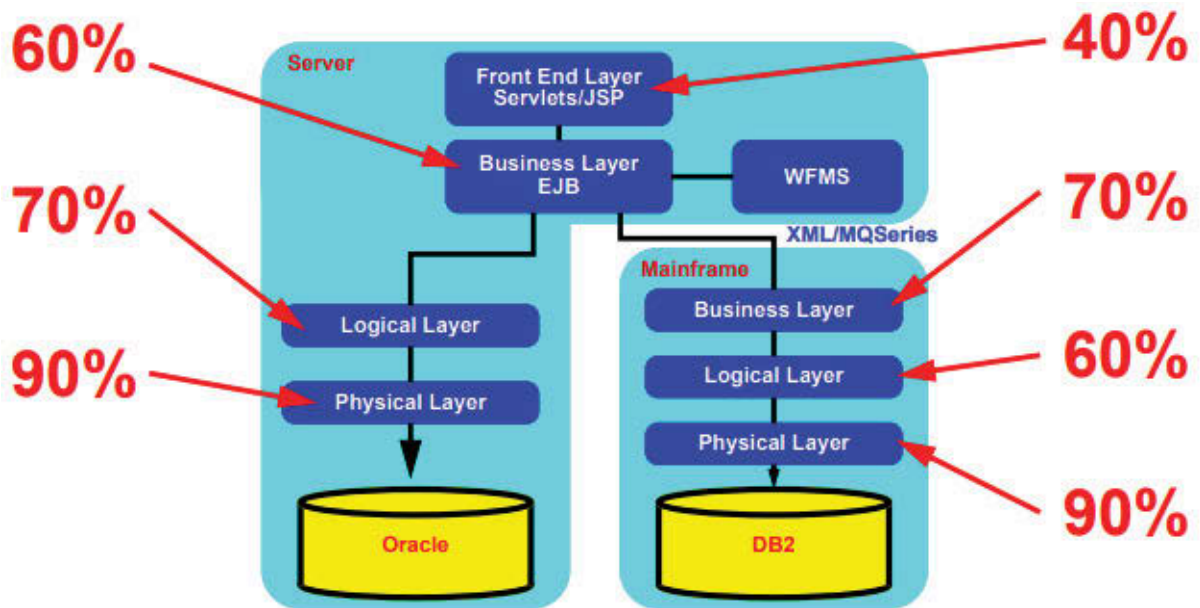 60%
40%
Server
Front End Layer
Servlets/JSP
Business Layer
EJB
WFMS
70%
70%
XML/MQSeries
Mainframe
Business Layer
Logical Layer
60%
90%
Logical Layer
Physical Layer
Physical Layer
90%
Oracle
DB2